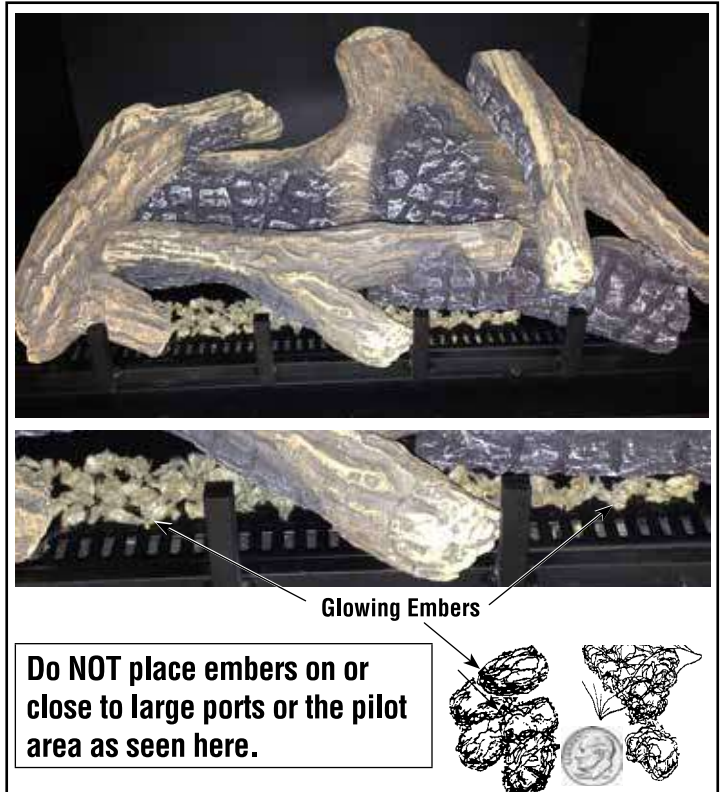 Glowing Embers
Do NOT place embers on or
close to large ports or the pilot
area as seen here.